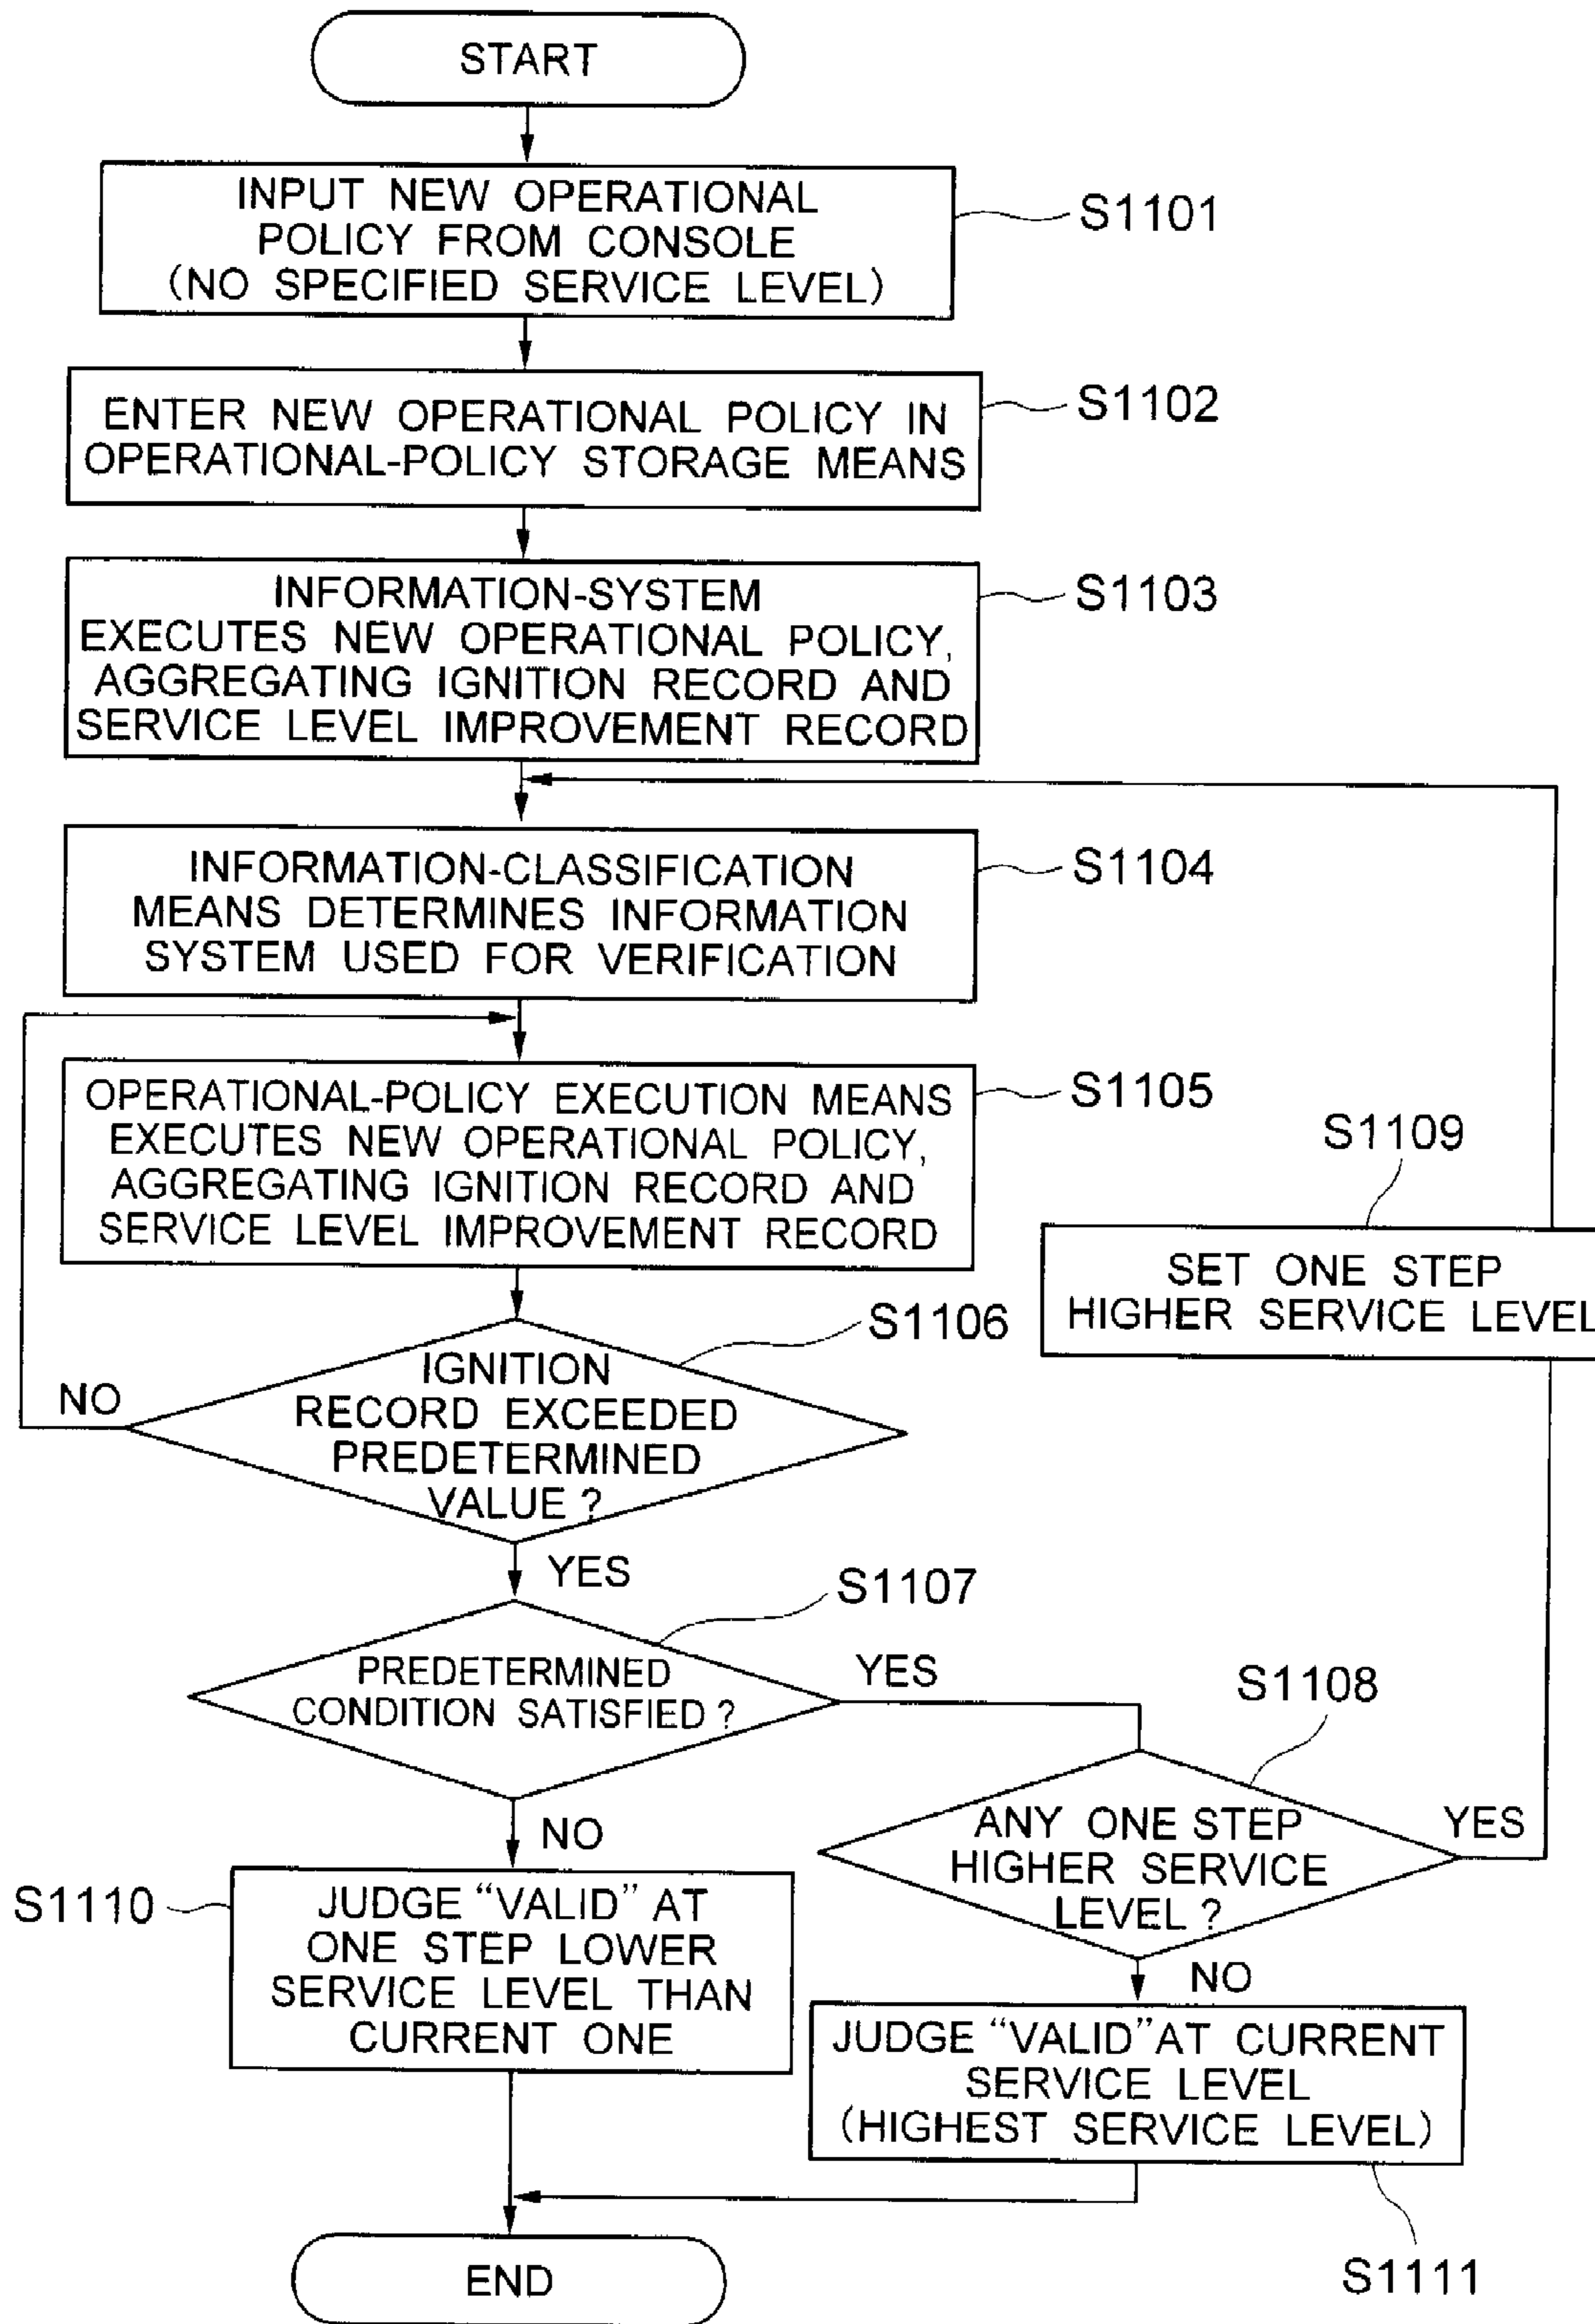 START
INPUT NEW OPERATIONAL
POLICY FROM CONSOLE
(NO SPECIFIED SERVICE LEVEL)
S1101
ENTER NEW OPERATIONAL POLICY IN
OPERATIONAL-POLICY STORAGE MEANS
S1102
INFORMATION-SYSTEM
EXECUTES NEW OPERATIONAL POLICY,
AGGREGATING IGNITION RECORD AND
SERVICE LEVEL IMPROVEMENT RECORD
S1103
INFORMATION-CLASSIFICATION
MEANS DETERMINES INFORMATION
SYSTEM USED FOR VERIFICATION
S1104
OPERATIONAL-POLICY EXECUTION MEANS
EXECUTES NEW OPERATIONAL POLICY,
AGGREGATING IGNITION RECORD AND
SERVICE LEVEL IMPROVEMENT RECORD
S1105
S1109
SET ONE STEP
HIGHER SERVICE LEVEL
S1106
IGNITION
RECORD EXCEEDED
PREDETERMINED
VALUE ?
NO
YES
S1107
PREDETERMINED
CONDITION SATISFIED ?
YES
NO
S1108
ANY ONE STEP
HIGHER SERVICE
LEVEL ?
YES
NO
S1110
JUDGE “VALID” AT
ONE STEP LOWER
SERVICE LEVEL THAN
CURRENT ONE
JUDGE “VALID” AT CURRENT
SERVICE LEVEL
(HIGHEST SERVICE LEVEL)
S1111
END